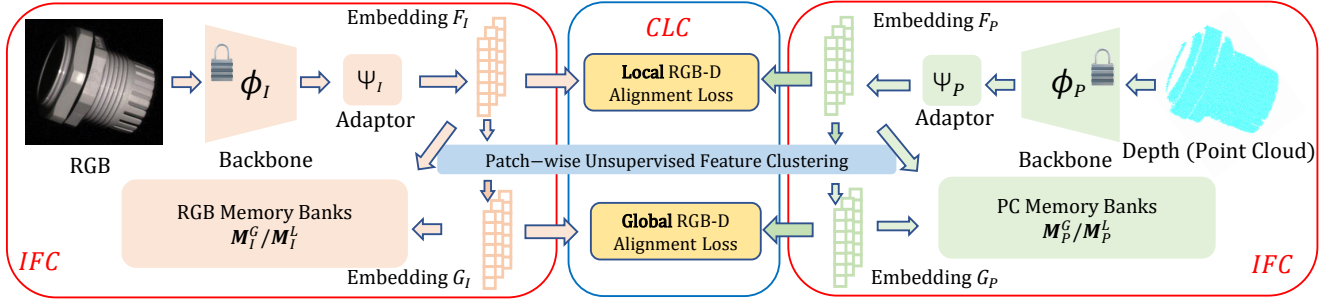 Embedding F_I
CLC
Embedding F_P
ϕ_I
Ψ_I
Local RGB-D
Alignment Loss
Ψ_P
ϕ_P
Adaptor
Adaptor
RGB
Backbone
Patch−wise Unsupervised Feature Clustering
Backbone
Depth (Point Cloud)
RGB Memory Banks
M_I^G/M_I^L
Global RGB-D
Alignment Loss
PC Memory Banks
M_P^G/M_P^L
IFC
Embedding G_I
Embedding G_P
IFC